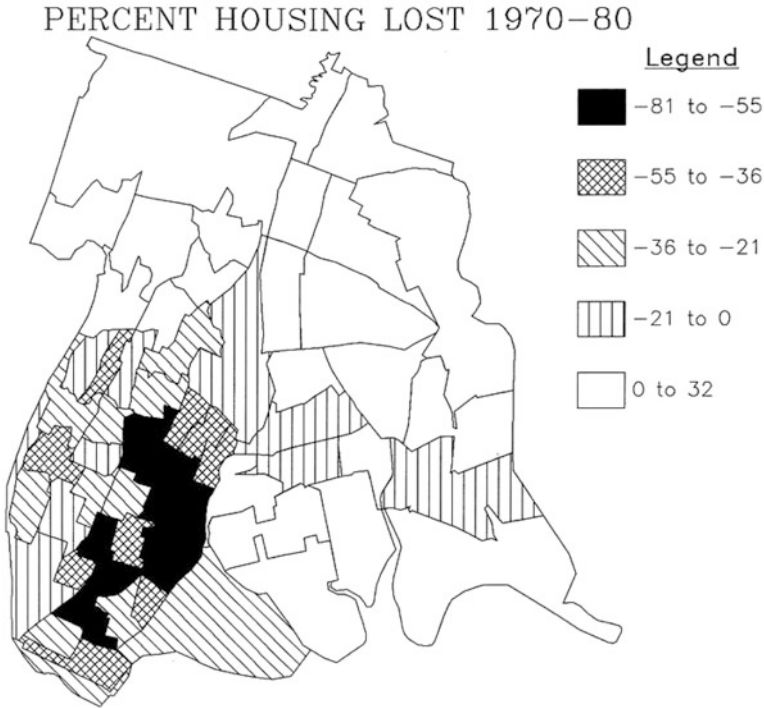 PERCENT HOUSING LOST 1970-80
Legend
-81 to -55
-55 to -36
-36 to -21
-21 to 0
0 to 32